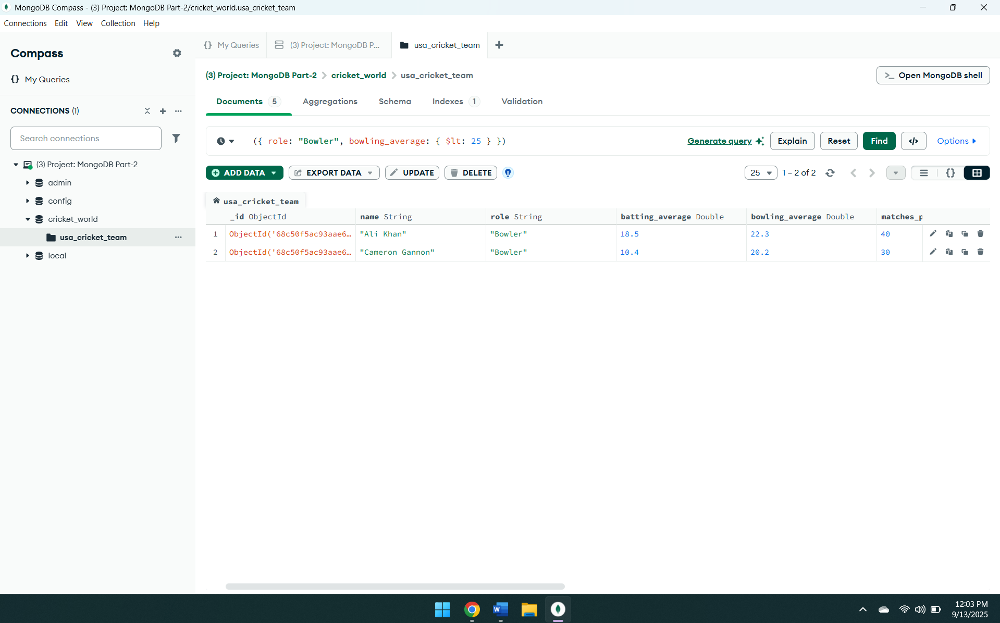 MongoDB Compass - (3) Project: MongoDB Part-2/cricket_world.usa_cricket_team
Connections Edit View Collection Help
Compass
{} My Queries
CONNECTIONS (1)
Search connections
(3) Project: MongoDB Part-2
admin
config
cricket_world
usa_cricket_team
local
{} My Queries (3) Project: MongoDB P... usa_cricket_team
(3) Project: MongoDB Part-2 > cricket_world > usa_cricket_team
>_ Open MongoDB shell
Documents 5 Aggregations Schema Indexes 1 Validation
({ role: "Bowler", bowling_average: { $lt: 25 } })
Generate query Explain Reset Find </> Options
ADD DATA EXPORT DATA UPDATE DELETE 25 1 – 2 of 2 {}
usa_cricket_team
_id ObjectId name String role String batting_average Double bowling_average Double matches_p
1 ObjectId('68c50f5ac93aae6… "Ali Khan" "Bowler" 18.5 22.3 40
2 ObjectId('68c50f5ac93aae6… "Cameron Gannon" "Bowler" 10.4 20.2 30
W
12:03 PM
9/13/2025